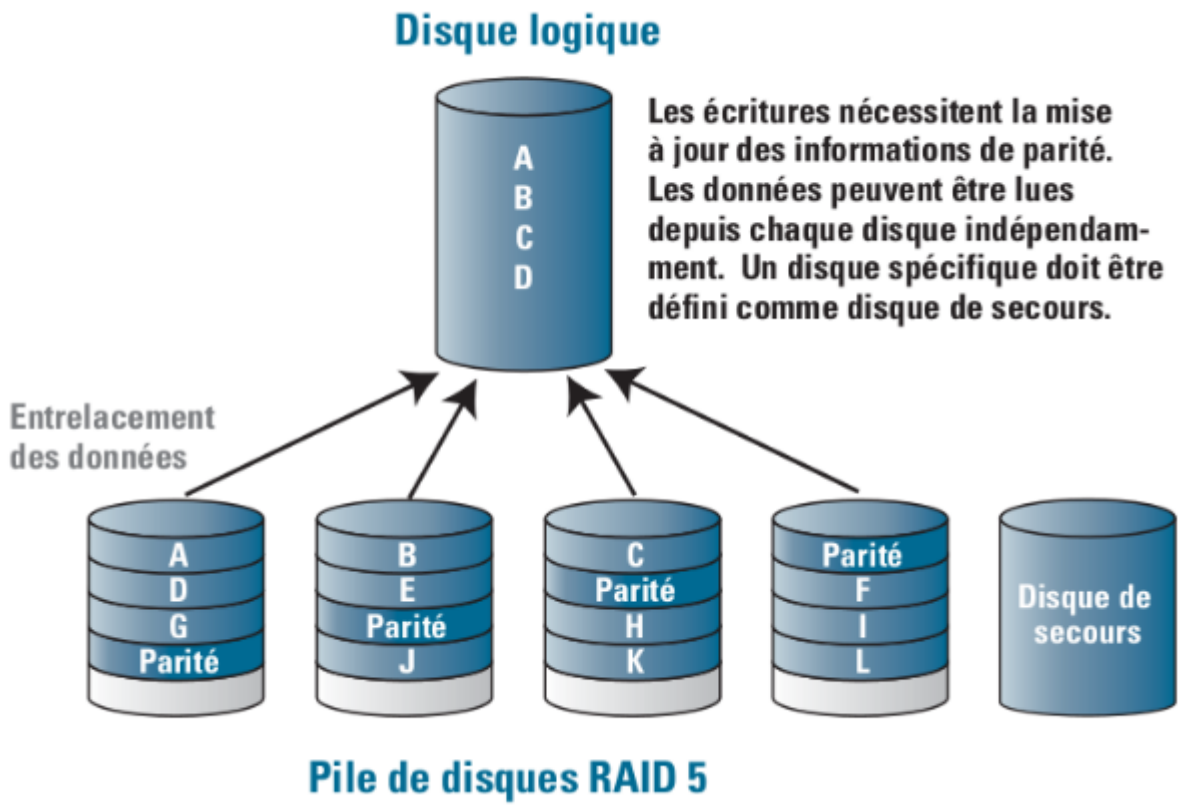 Disque logique
A
B
C
D
Les écritures nécessitent la mise
à jour des informations de parité.
Les données peuvent être lues
depuis chaque disque indépendam-
ment. Un disque spécifique doit être
défini comme disque de secours.
Entrelacement
des données
A
D
G
Parité
B
E
Parité
J
C
Parité
H
K
Parité
F
I
L
Disque de
secours
Pile de disques RAID 5